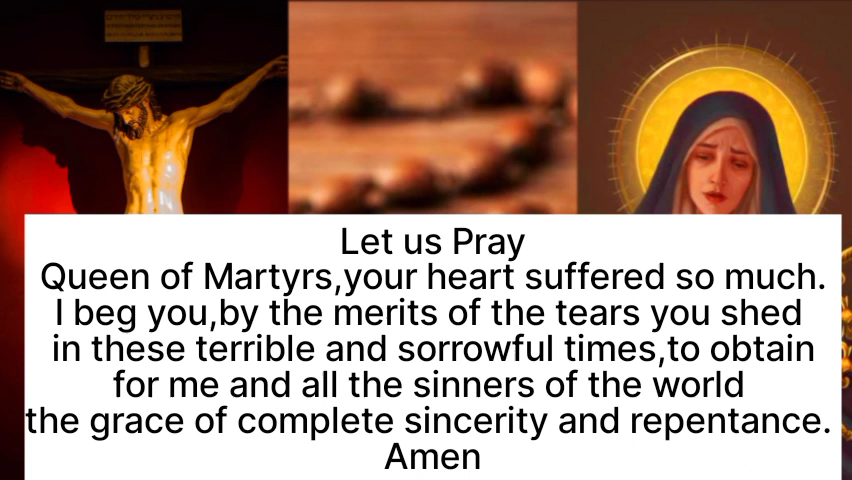 Let us Pray
Queen of Martyrs,your heart suffered so much.
I beg you,by the merits of the tears you shed
in these terrible and sorrowful times,to obtain
for me and all the sinners of the world
the grace of complete sincerity and repentance.
Amen